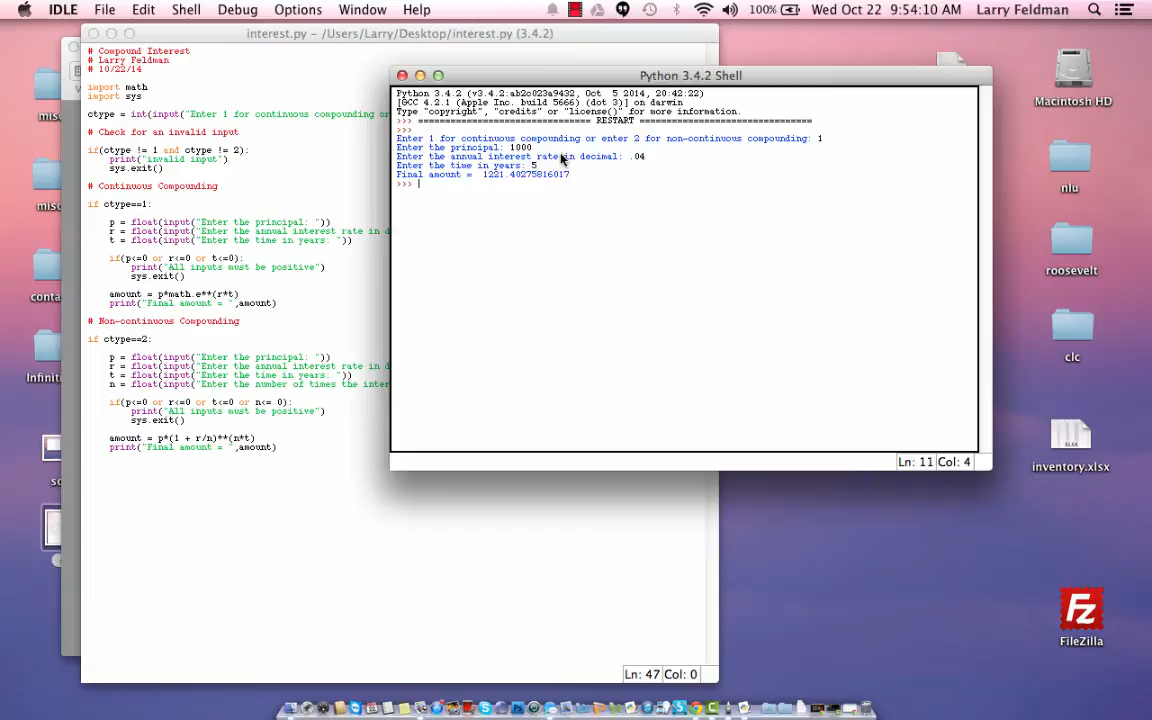 IDLE File Edit Shell Debug Options Window Help 100% Wed Oct 22 9:54:10 AM Larry Feldman
interest.py – /Users/Larry/Desktop/interest.py (3.4.2)
# Compound Interest
# Larry Feldman
# 10/22/14
import math
import sys
ctype = int(input("Enter 1 for continuous compounding or
# Check for an invalid input
if(ctype != 1 and ctype != 2):
print("invalid input")
sys.exit()
# Continuous Compounding
if ctype==1:
p = float(input("Enter the principal: "))
r = float(input("Enter the annual interest rate in d
t = float(input("Enter the time in years: "))
if(p<=0 or r<=0 or t<=0):
print("All inputs must be positive")
sys.exit()
amount = p*math.e**(r*t)
print("Final amount = ",amount)
# Non-continuous Compounding
if ctype==2:
p = float(input("Enter the principal: "))
r = float(input("Enter the annual interest rate in d
t = float(input("Enter the time in years: "))
n = float(input("Enter the number of times the inter
if(p<=0 or r<=0 or t<=0 or n<= 0):
print("All inputs must be positive")
sys.exit()
amount = p*(1 + r/n)**(n*t)
print("Final amount = ",amount)
Ln: 47 Col: 0
Python 3.4.2 Shell
Python 3.4.2 (v3.4.2:ab2c023a9432, Oct  5 2014, 20:42:22)
[GCC 4.2.1 (Apple Inc. build 5666) (dot 3)] on darwin
Type "copyright", "credits" or "license()" for more information.
>>> ================================ RESTART ================================
>>>
Enter 1 for continuous compounding or enter 2 for non-continuous compounding: 1
Enter the principal: 1000
Enter the annual interest rate in decimal: .04
Enter the time in years: 5
Final amount =  1221.40275816017
>>>
Ln: 11 Col: 4
misc
misc
conta
Infinit
Macintosh HD
nlu
roosevelt
clc
XLSX
inventory.xlsx
Fz
FileZilla